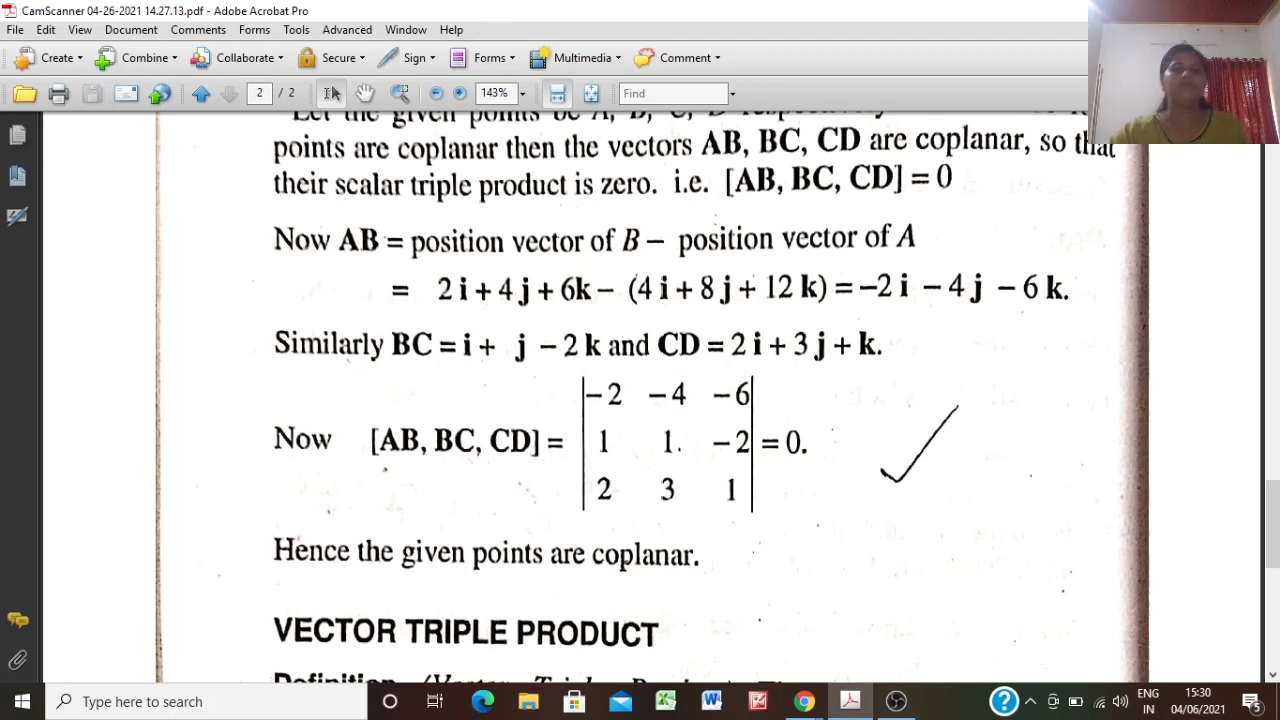 CamScanner 04-26-2021 14.27.13.pdf - Adobe Acrobat Pro
File Edit View Document Comments Forms Tools Advanced Window Help
Create Combine Collaborate Secure Sign Forms Multimedia Comment
2 / 2 143% Find
Let the given points be A, B, C, D
points are coplanar then the vectors AB, BC, CD are coplanar, so that
their scalar triple product is zero. i.e. [AB, BC, CD] = 0
Now AB = position vector of B – position vector of A
= 2 i + 4 j + 6k – (4 i + 8 j + 12 k) = –2 i – 4 j – 6 k.
Similarly BC = i + j – 2 k and CD = 2 i + 3 j + k.
| – 2 – 4 – 6 |
Now [AB, BC, CD] = | 1 1. – 2 | = 0.
| 2 3 1 |
Hence the given points are coplanar.
VECTOR TRIPLE PRODUCT
Type here to search
ENG 15:30
IN 04/06/2021 5